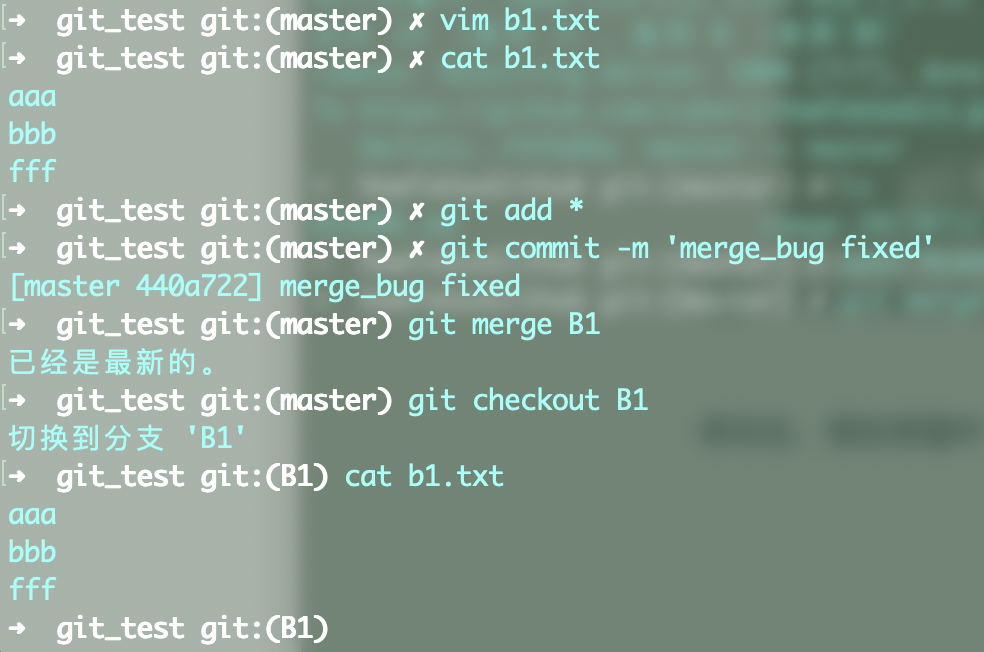 ➜  git_test git:(master) ✗ vim b1.txt
➜  git_test git:(master) ✗ cat b1.txt
aaa
bbb
fff
➜  git_test git:(master) ✗ git add *
➜  git_test git:(master) ✗ git commit -m 'merge_bug fixed'
[master 440a722] merge_bug fixed
➜  git_test git:(master) git merge B1
已经是最新的。
➜  git_test git:(master) git checkout B1
切换到分支 'B1'
➜  git_test git:(B1) cat b1.txt
aaa
bbb
fff
➜  git_test git:(B1)